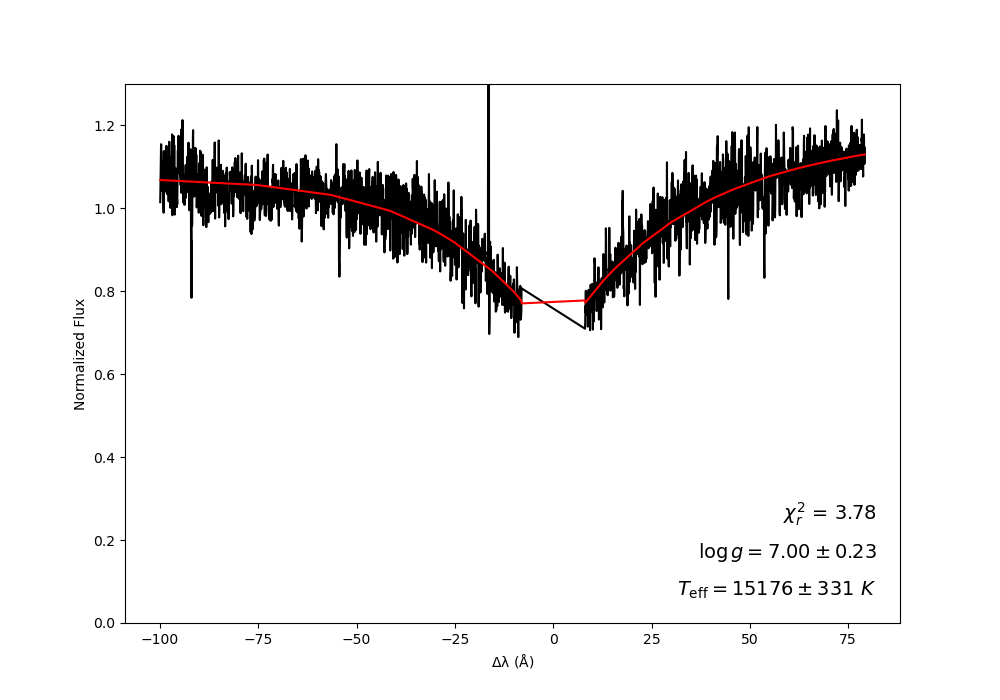 1.2
1.0
0.8
0.6
0.4
0.2
0.0
Normalized Flux
χ²ᵣ = 3.78
log g = 7.00 ± 0.23
T_eff = 15176 ± 331 K
−100 −75 −50 −25 0 25 50 75
Δλ (Å)